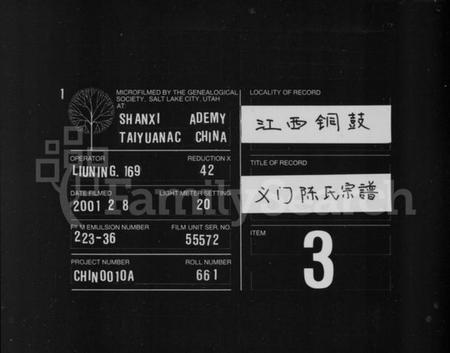 1
MICROFILMED BY THE GENEALOGICAL
SOCIETY, SALT LAKE CITY, UTAH
AT
SHANXI ADEMY
TAIYUANAC CHINA
OPERATOR REDUCTION X
LIUNING. 169 42
DATE FILMED LIGHT METER SETTING
2001 2 8 20
FILM EMULSION NUMBER FILM UNIT SER. NO.
223-36 55572
PROJECT NUMBER ROLL NUMBER
CHIN0010A 661
LOCALITY OF RECORD
江西铜鼓
TITLE OF RECORD
义门陈氏宗譜
ITEM
3
FamilySearch